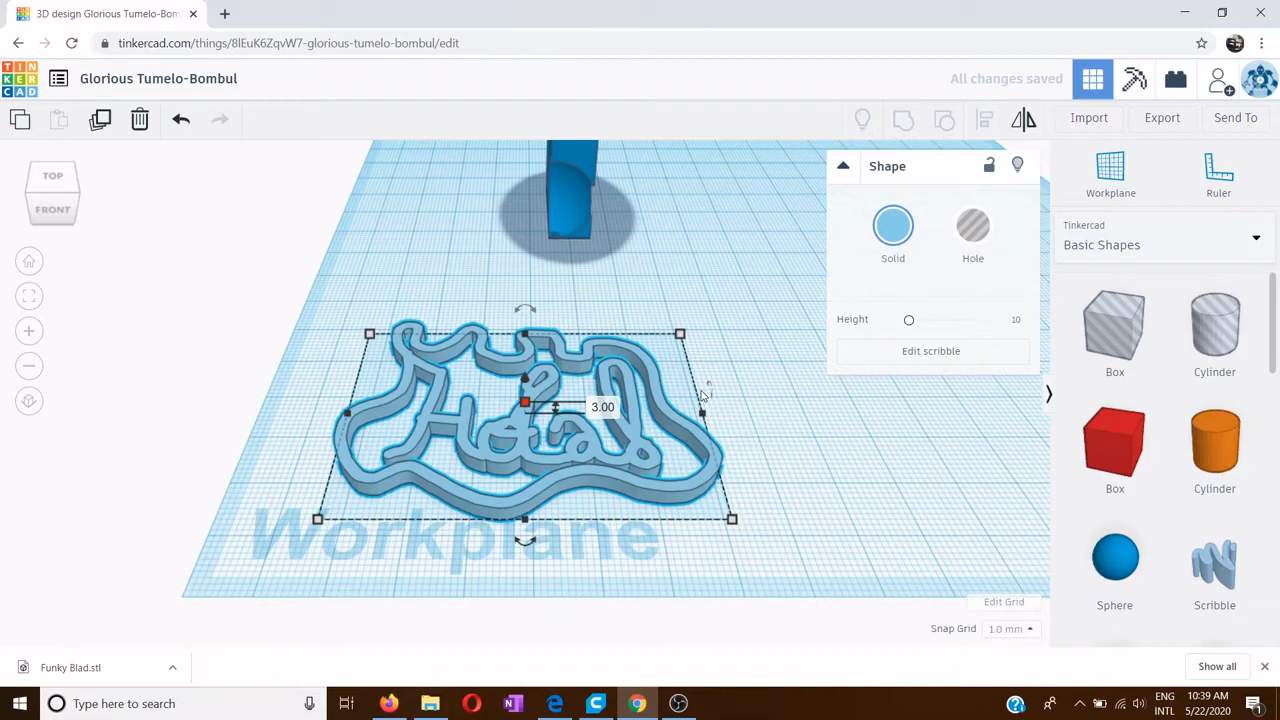 3D design Glorious Tumelo-Bom
tinkercad.com/things/8lEuK6ZqvW7-glorious-tumelo-bombul/edit
TIN
KER
CAD
Glorious Tumelo-Bombul
All changes saved
Import
Export
Send To
TOP
FRONT
Shape
Solid
Hole
Height
10
Edit scribble
Workplane
Ruler
Tinkercad
Basic Shapes
Box
Cylinder
Box
Cylinder
Sphere
Scribble
3.00
Workplane
Edit Grid
Snap Grid
1.0 mm
Funky Blad.stl
Show all
Type here to search
ENG
INTL
10:39 AM
5/22/2020